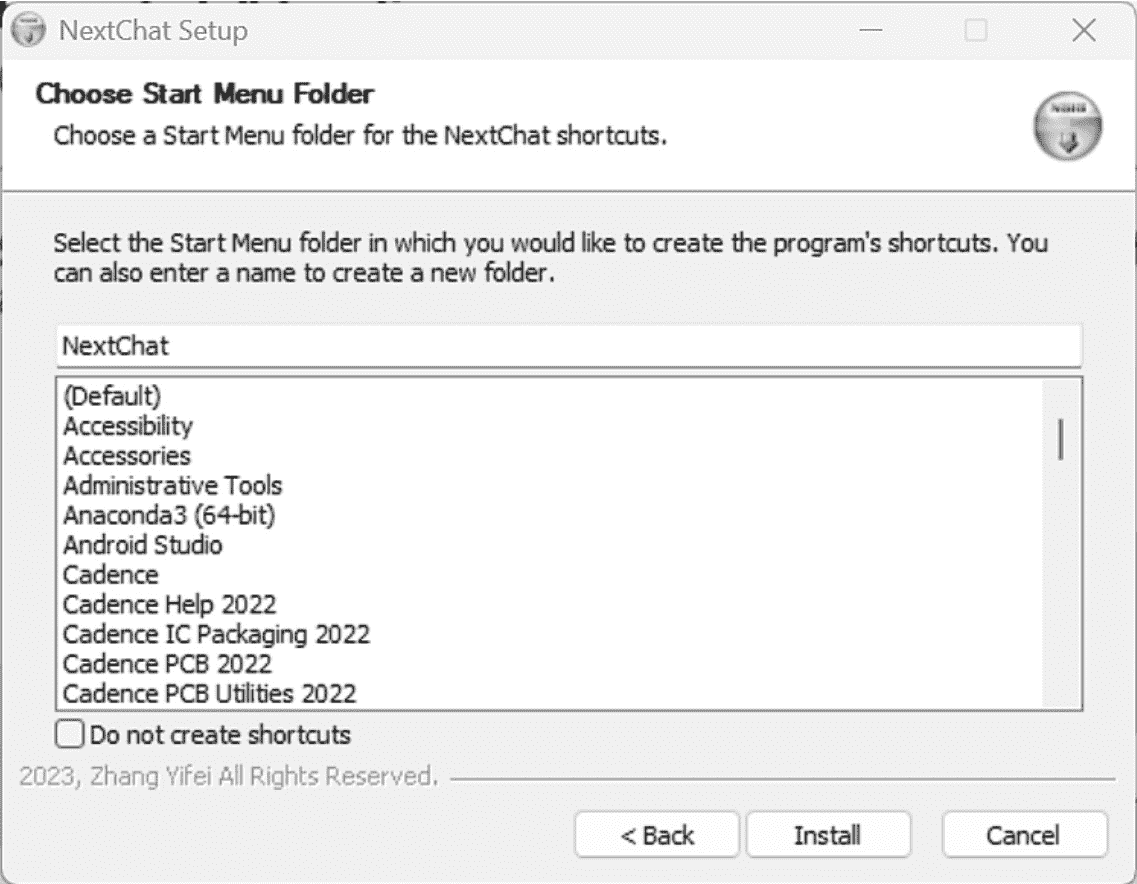 NextChat Setup
Choose Start Menu Folder
Choose a Start Menu folder for the NextChat shortcuts.
Select the Start Menu folder in which you would like to create the program's shortcuts. You
can also enter a name to create a new folder.
NextChat
(Default)
Accessibility
Accessories
Administrative Tools
Anaconda3 (64-bit)
Android Studio
Cadence
Cadence Help 2022
Cadence IC Packaging 2022
Cadence PCB 2022
Cadence PCB Utilities 2022
Do not create shortcuts
2023, Zhang Yifei All Rights Reserved.
< Back
Install
Cancel